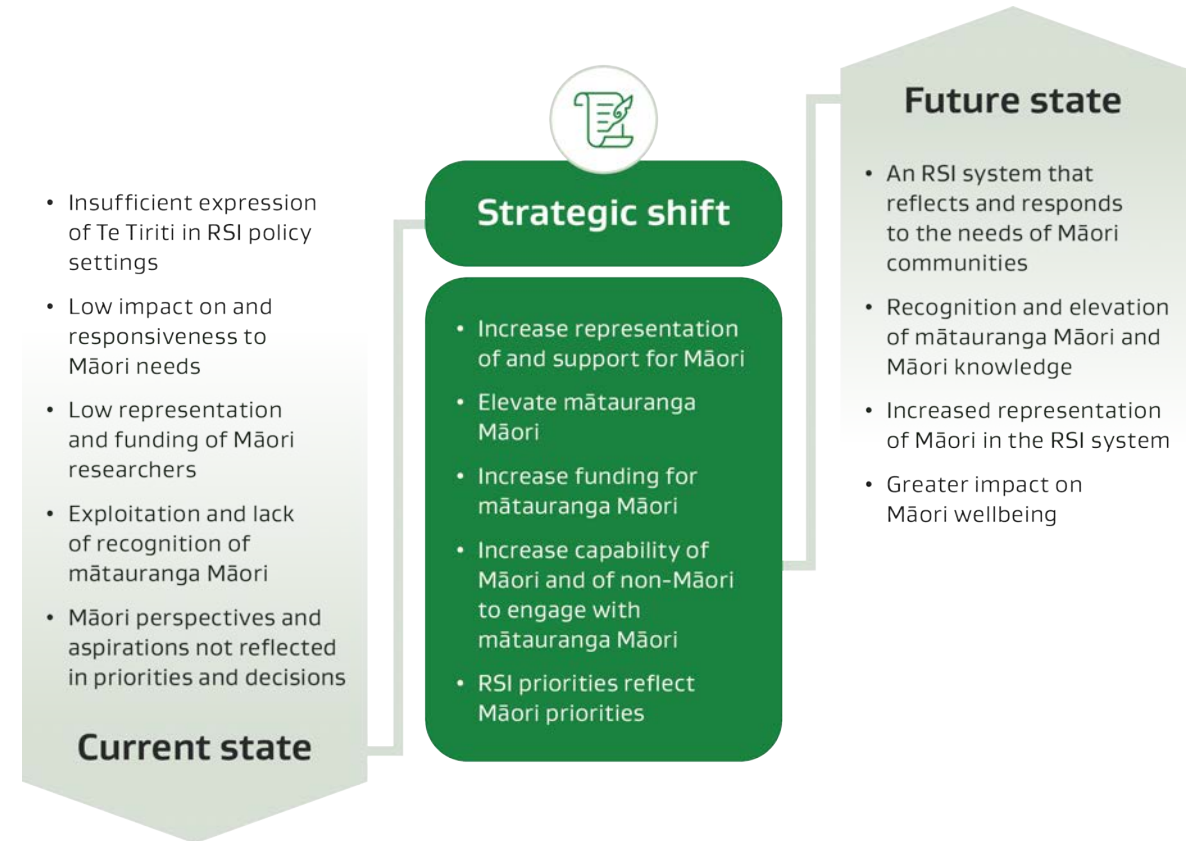 • Insufficient expression
of Te Tiriti in RSI policy
settings
• Low impact on and
responsiveness to
Māori needs
• Low representation
and funding of Māori
researchers
• Exploitation and lack
of recognition of
mātauranga Māori
• Māori perspectives and
aspirations not reflected
in priorities and decisions
Current state
Strategic shift
• Increase representation
of and support for Māori
• Elevate mātauranga
Māori
• Increase funding for
mātauranga Māori
• Increase capability of
Māori and of non-Māori
to engage with
mātauranga Māori
• RSI priorities reflect
Māori priorities
Future state
• An RSI system that
reflects and responds
to the needs of Māori
communities
• Recognition and elevation
of mātauranga Māori and
Māori knowledge
• Increased representation
of Māori in the RSI system
• Greater impact on
Māori wellbeing